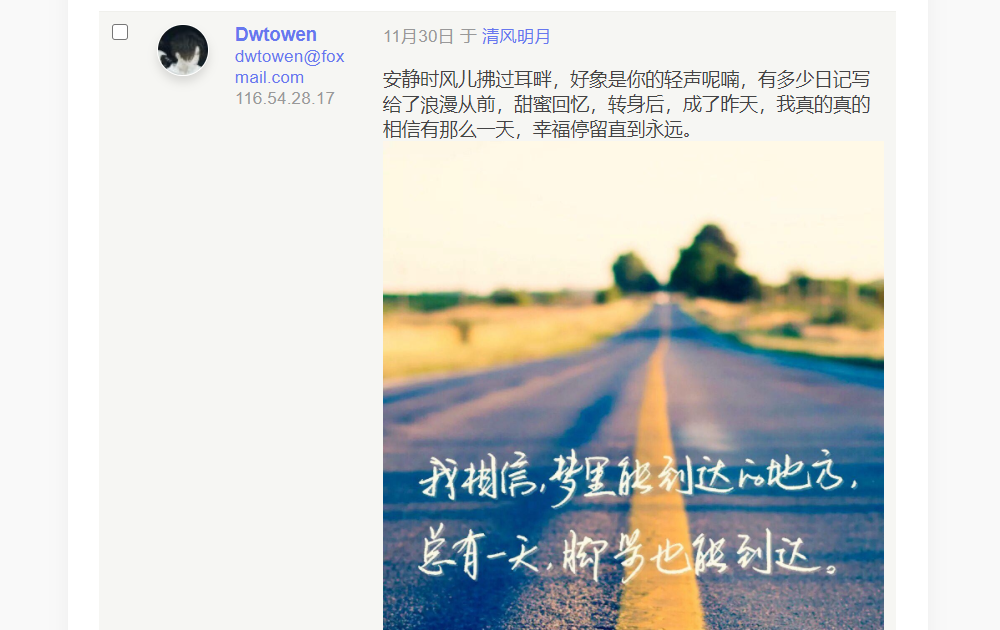 Dwtowen
dwtowen@fox
mail.com
116.54.28.17
11月30日 于 清风明月
安静时风儿拂过耳畔，好象是你的轻声呢喃，有多少日记写
给了浪漫从前，甜蜜回忆，转身后，成了昨天，我真的真的
相信有那么一天，幸福停留直到永远。
我相信,梦里能到达的地方,
总有一天,脚步也能到达。